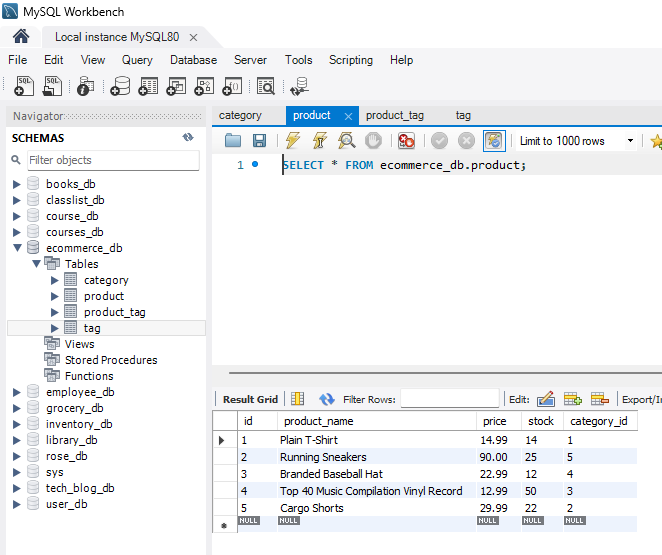 MySQL Workbench
Local instance MySQL80 ×
File Edit View Query Database Server Tools Scripting Help
SQL SQL
Navigator
SCHEMAS
Filter objects
books_db
classlist_db
course_db
courses_db
ecommerce_db
Tables
category
product
product_tag
tag
Views
Stored Procedures
Functions
employee_db
grocery_db
inventory_db
library_db
rose_db
sys
tech_blog_db
user_db
category product × product_tag tag
Limit to 1000 rows
1 SELECT * FROM ecommerce_db.product;
Result Grid Filter Rows: Edit: Export/In
id product_name price stock category_id
1 Plain T-Shirt 14.99 14 1
2 Running Sneakers 90.00 25 5
3 Branded Baseball Hat 22.99 12 4
4 Top 40 Music Compilation Vinyl Record 12.99 50 3
5 Cargo Shorts 29.99 22 2
NULL NULL NULL NULL NULL